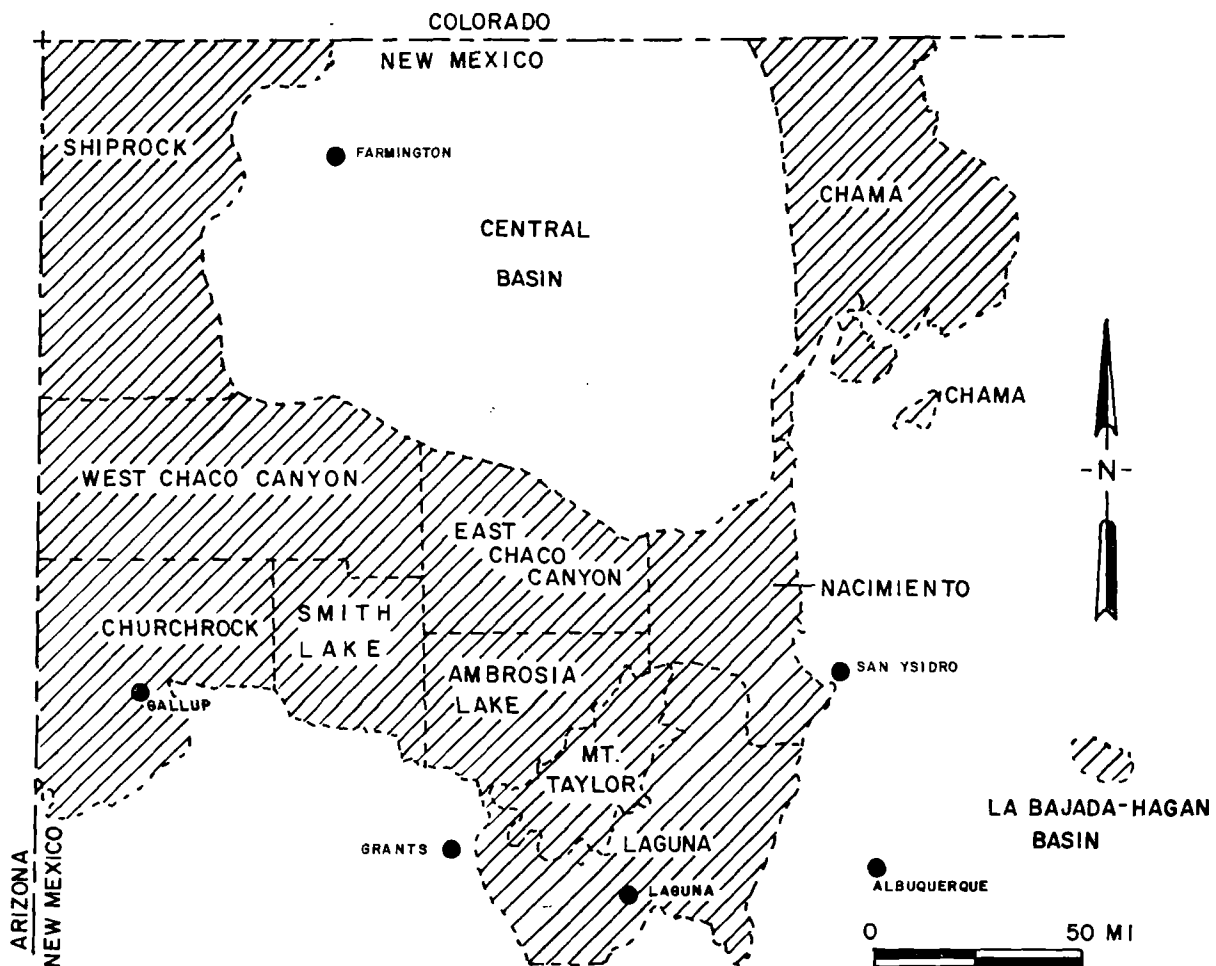 COLORADO
NEW MEXICO
SHIPROCK
FARMINGTON
CHAMA
CENTRAL
BASIN
CHAMA
-N-
WEST CHACO CANYON
EAST
CHACO
CANYON
NACIMIENTO
CHURCHROCK
SMITH
LAKE
AMBROSIA
LAKE
SAN YSIDRO
GALLUP
MT.
TAYLOR
LA BAJADA-HAGAN
BASIN
GRANTS
LAGUNA
LAGUNA
ALBUQUERQUE
ARIZONA
NEW MEXICO
0 50 MI